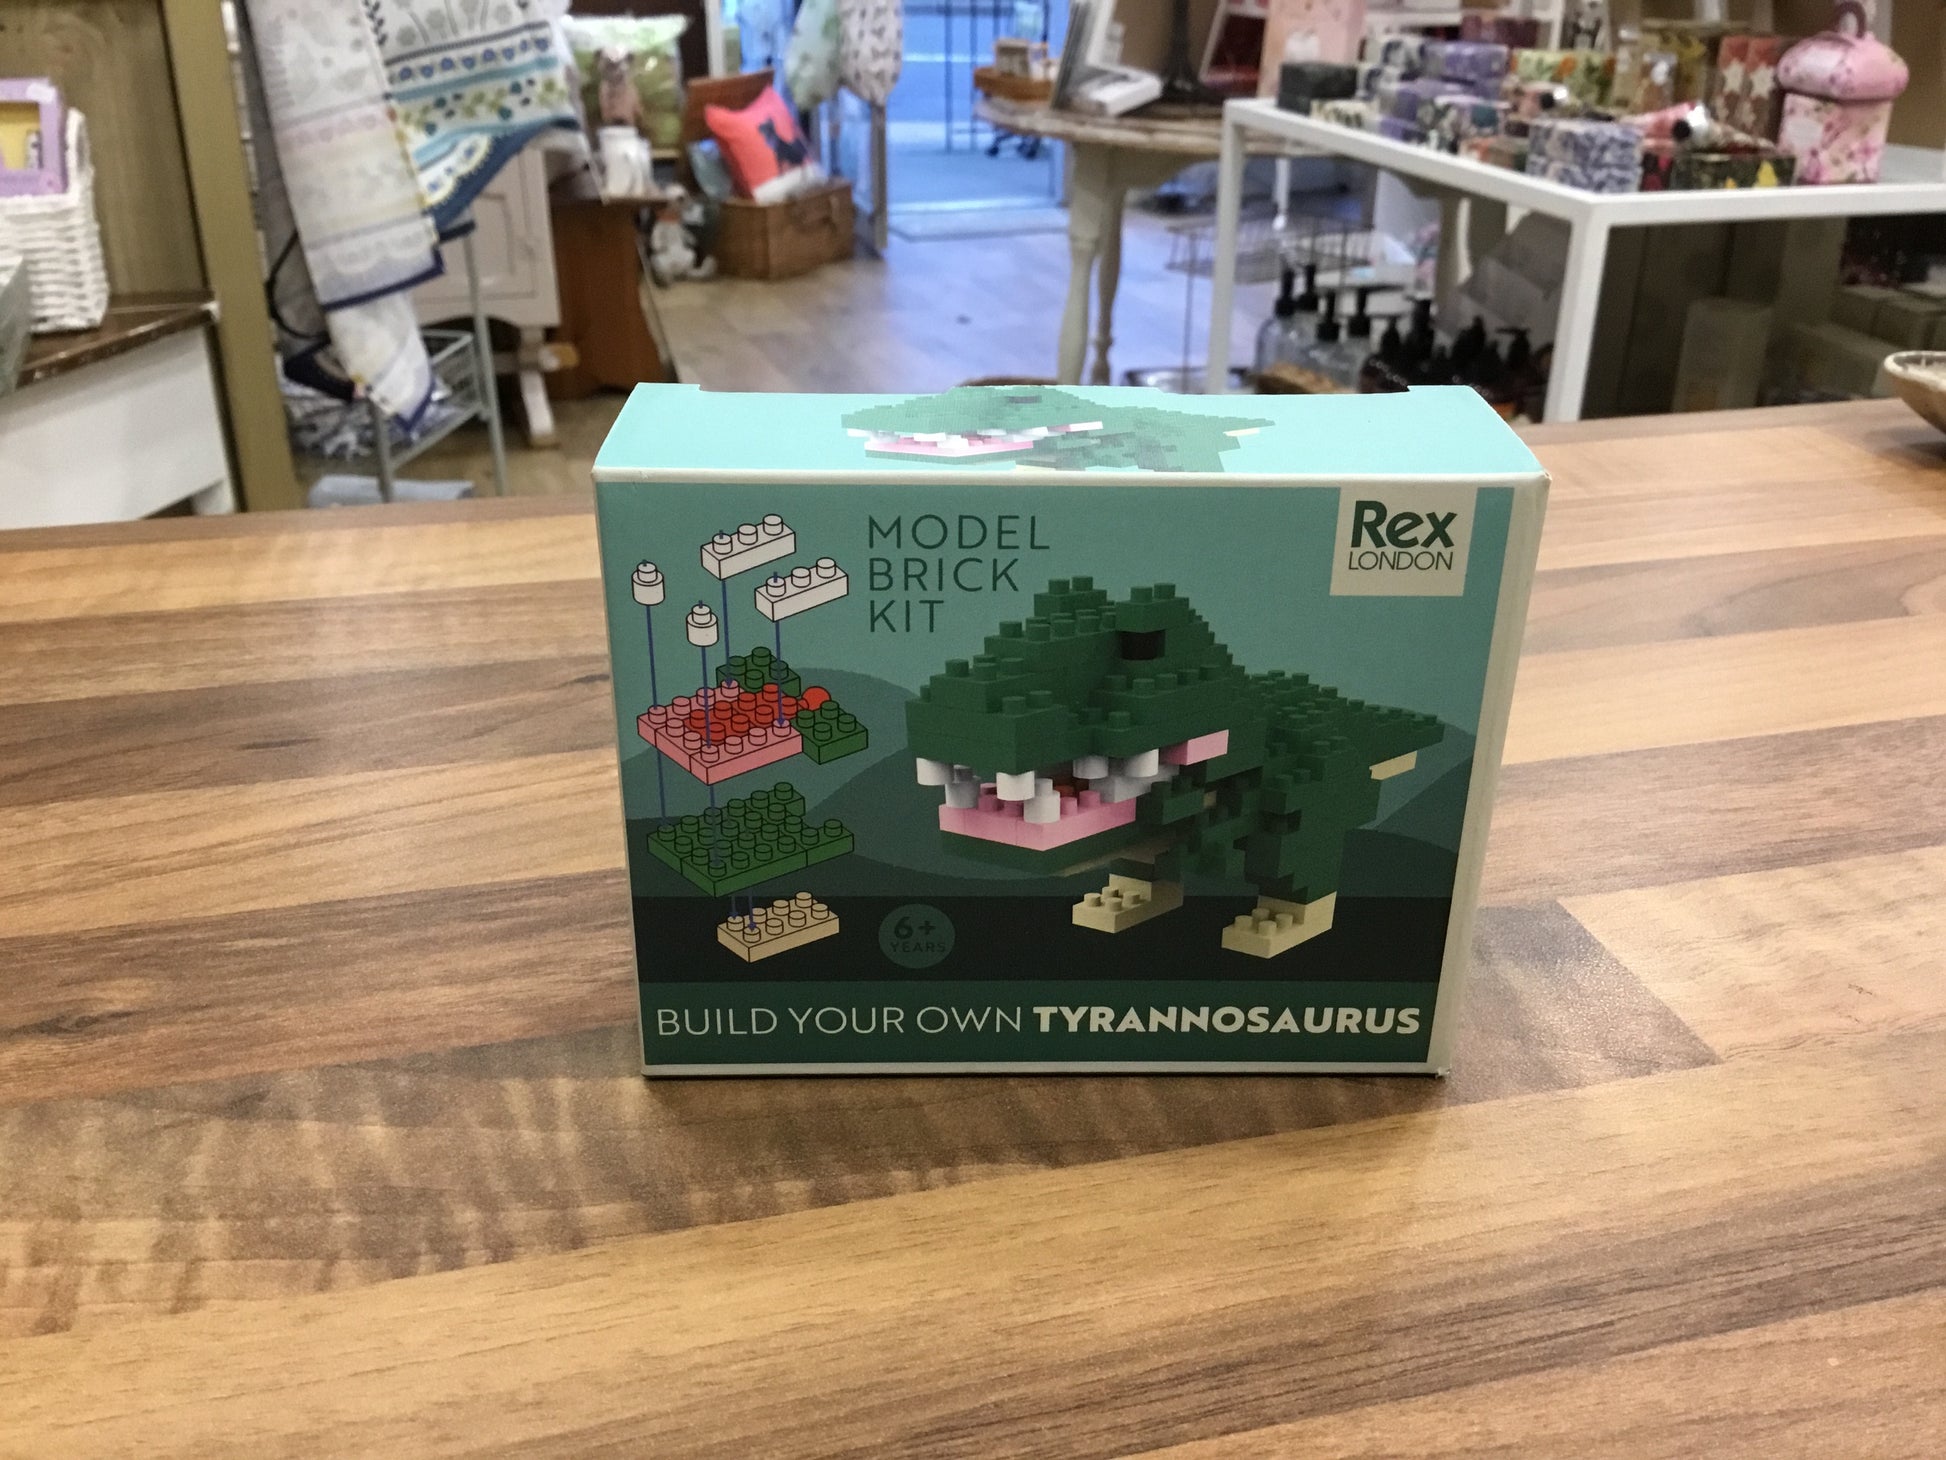 MODEL
BRICK
KIT
Rex
LONDON
6+
YEARS
BUILD YOUR OWN TYRANNOSAURUS